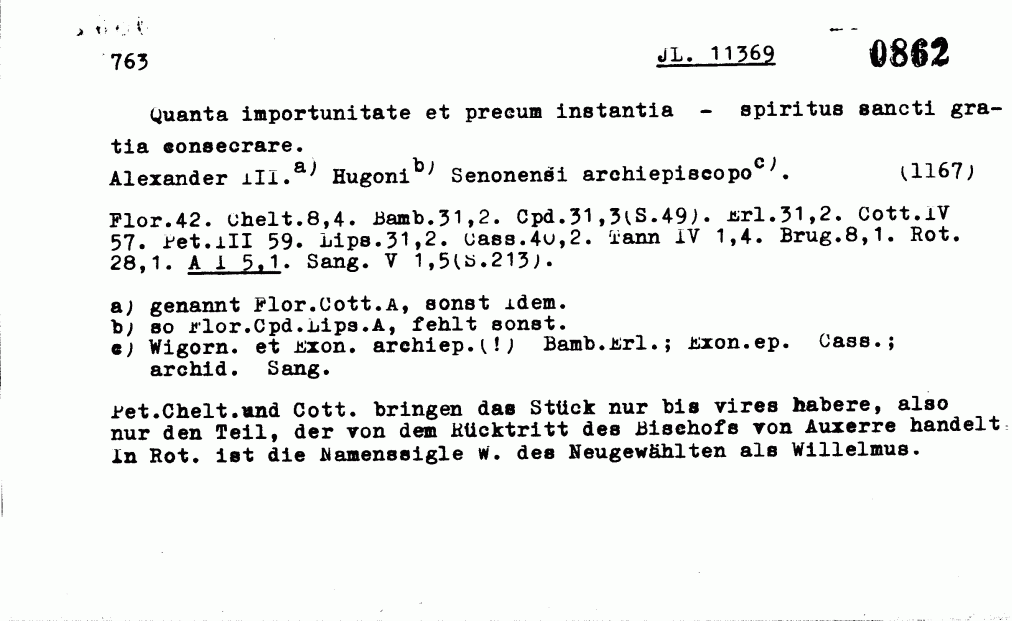 763 JL. 11369 0862
Quanta importunitate et precum instantia - spiritus sancti gra-
tia consecrare.
Alexander III.a) Hugoni b) Senonensi archiepiscopo c). (1167)
Flor.42. Chelt.8,4. Bamb.31,2. Cpd.31,3(S.49). Erl.31,2. Cott.IV
57. Pet.III 59. Lips.31,2. Cass.40,2. Tann IV 1,4. Brug.8,1. Rot.
28,1. A I 5,1. Sang. V 1,5(S.213).
a) genannt Flor.Cott.A, sonst Idem.
b) so Flor.Cpd.Lips.A, fehlt sonst.
c) Wigorn. et Exon. archiep.(!) Bamb.Erl.; Exon.ep. Cass.;
archid. Sang.
Pet.Chelt.und Cott. bringen das Stück nur bis vires habere, also
nur den Teil, der von dem Rücktritt des Bischofs von Auxerre handelt.
In Rot. ist die Namenssigle W. des Neugewählten als Willelmus.